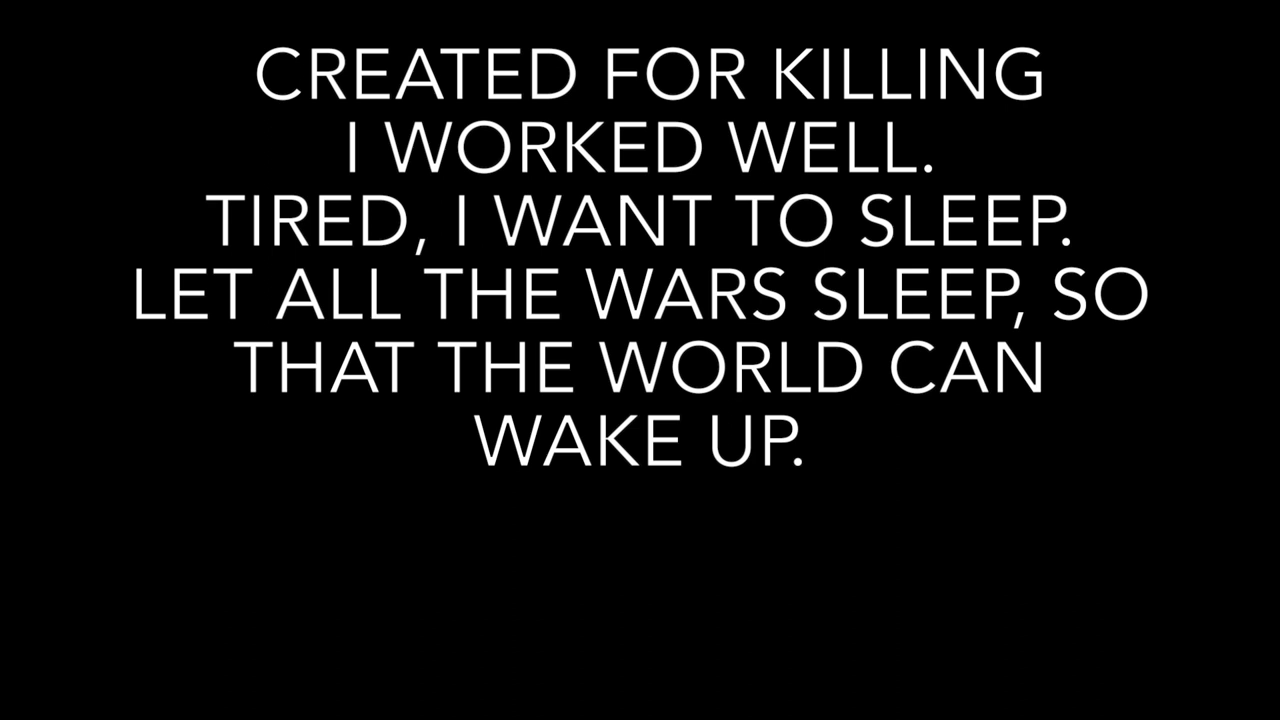 CREATED FOR KILLING
I WORKED WELL.
TIRED, I WANT TO SLEEP.
LET ALL THE WARS SLEEP, SO
THAT THE WORLD CAN
WAKE UP.